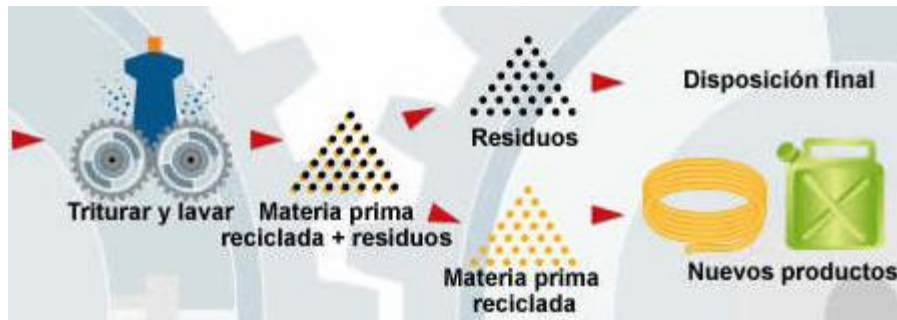 Triturar y lavar
Materia prima
reciclada + residuos
Residuos
Disposición final
Materia prima
reciclada
Nuevos productos